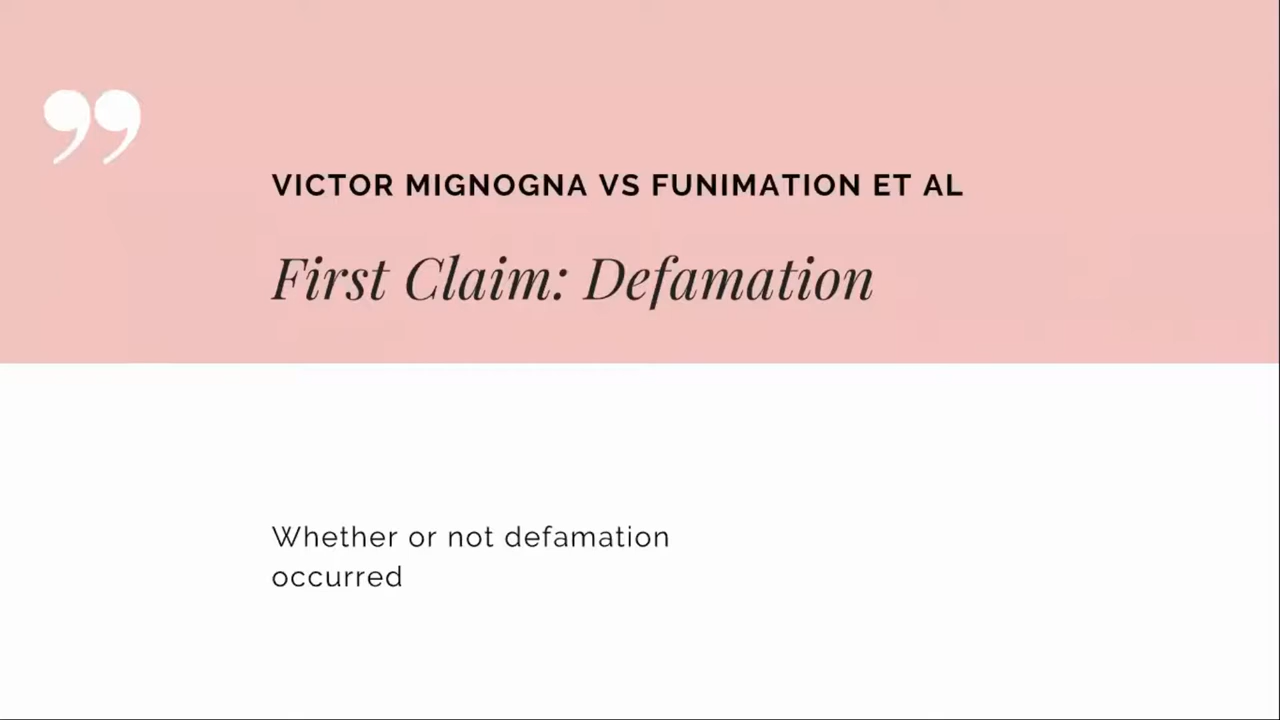 ”
VICTOR MIGNOGNA VS FUNIMATION ET AL
First Claim: Defamation
Whether or not defamation
occurred